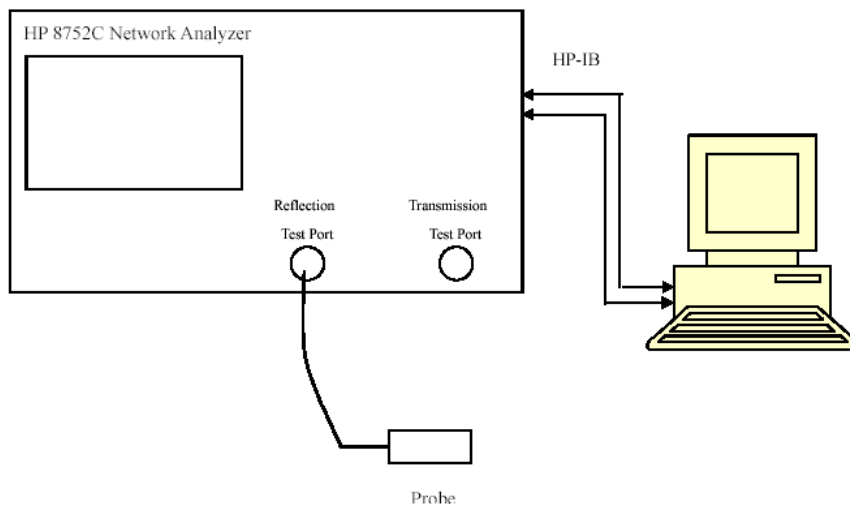 HP 8752C Network Analyzer
HP-IB
Reflection
Test Port
Transmission
Test Port
Probe